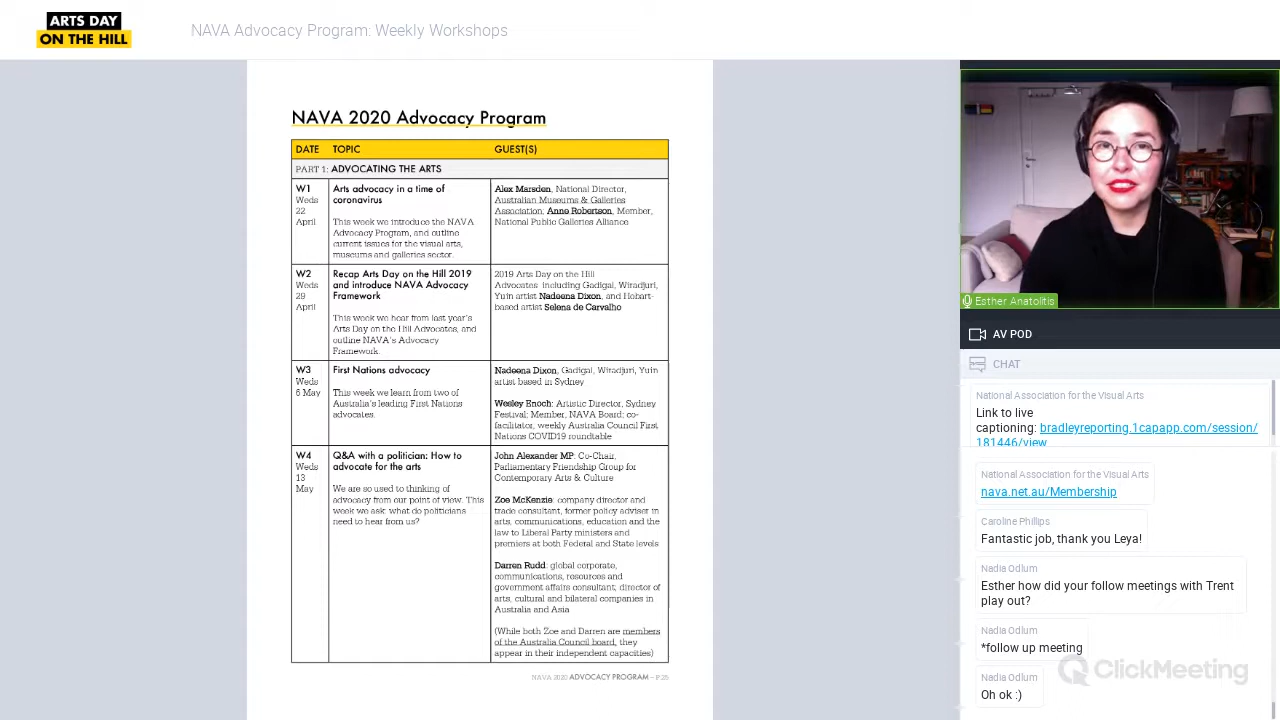 ARTS DAY
ON THE HILL
NAVA Advocacy Program: Weekly Workshops
NAVA 2020 Advocacy Program
DATE TOPIC GUEST(S)
PART 1: ADVOCATING THE ARTS
W1
Weds
22
April
Arts advocacy in a time of
coronavirus
This week we introduce the NAVA
Advocacy Program, and outline
current issues for the visual arts,
museums and galleries sector.
Alex Marsden, National Director,
Australian Museums & Galleries
Association; Anne Robertson, Member,
National Public Galleries Alliance
W2
Weds
29
April
Recap Arts Day on the Hill 2019
and introduce NAVA Advocacy
Framework
This week we hear from last year's
Arts Day on the Hill Advocates, and
outline NAVA's Advocacy
Framework.
2019 Arts Day on the Hill
Advocates including Gadigal, Wiradjuri,
Yuin artist Nadeena Dixon, and Hobart-
based artist Selena de Carvalho
W3
Weds
6 May
First Nations advocacy
This week we learn from two of
Australia's leading First Nations
advocates.
Nadeena Dixon, Gadigal, Wiradjuri, Yuin
artist based in Sydney
Wesley Enoch: Artistic Director, Sydney
Festival; Member, NAVA Board; co-
facilitator, weekly Australia Council First
Nations COVID19 roundtable
W4
Weds
13
May
Q&A with a politician: How to
advocate for the arts
We are so used to thinking of
advocacy from our point of view. This
week we ask: what do politicians
need to hear from us?
John Alexander MP: Co-Chair,
Parliamentary Friendship Group for
Contemporary Arts & Culture
Zoe McKenzie: company director and
trade consultant, former policy advisor in
arts, communications, education and the
law to Liberal Party ministers and
premiers at both Federal and State levels
Darren Rudd: global corporate,
communications, resources and
government affairs consultant; director of
arts, cultural and bilateral companies in
Australia and Asia
(While both Zoe and Darren are members
of the Australia Council board, they
appear in their independent capacities)
NAVA 2020 ADVOCACY PROGRAM – P.25
Esther Anatolitis
AV POD
CHAT
National Association for the Visual Arts
Link to live
captioning: bradleyreporting.1capapp.com/session/
181446/view
National Association for the Visual Arts
nava.net.au/Membership
Caroline Phillips
Fantastic job, thank you Leya!
Nadia Odlum
Esther how did your follow meetings with Trent
play out?
Nadia Odlum
*follow up meeting
Nadia Odlum
Oh ok :)
ClickMeeting